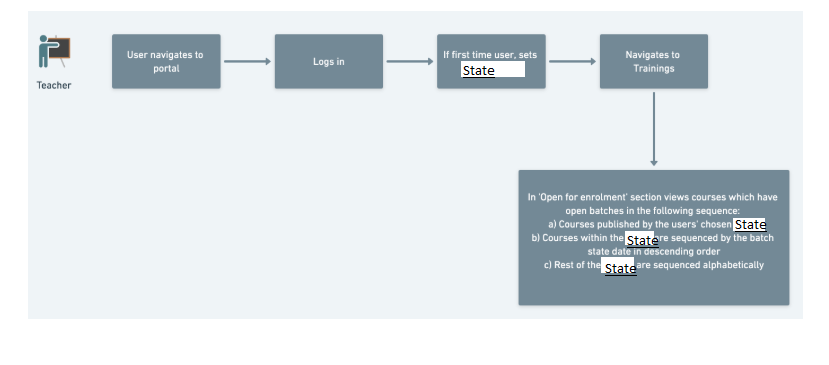 Teacher
User navigates to
portal
Logs in
If first time user, sets
State
Navigates to
Trainings
In 'Open for enrolment' section views courses which have
open batches in the following sequence:
a) Courses published by the users' chosen State
b) Courses within the State re sequenced by the batch
state date in descending order
c) Rest of the State are sequenced alphabetically